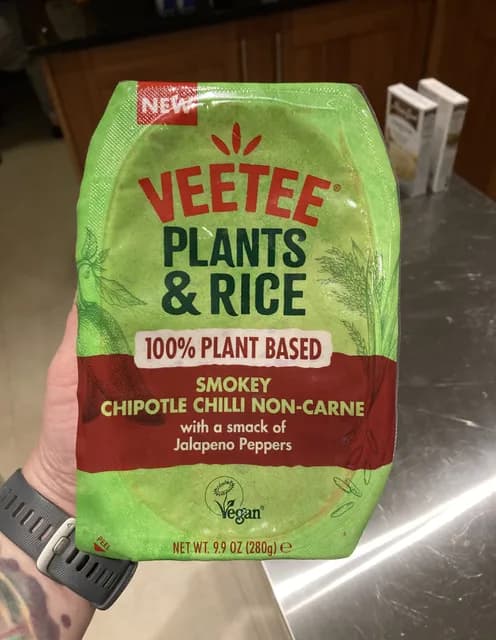 NEW
VEETEE®
PLANTS
& RICE
100% PLANT BASED
SMOKEY
CHIPOTLE CHILLI NON-CARNE
with a smack of
Jalapeno Peppers
Vegan
PEEL
NET WT. 9.9 OZ (280g) ℮